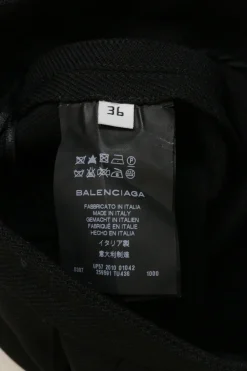 36
BALENCIAGA
FABBRICATO IN ITALIA
MADE IN ITALY
GEMACHT IN ITALIEN
FABRIQUÉ EN ITALIE
HECHO EN ITALIA
イタリア製
意大利制造
2010
1000